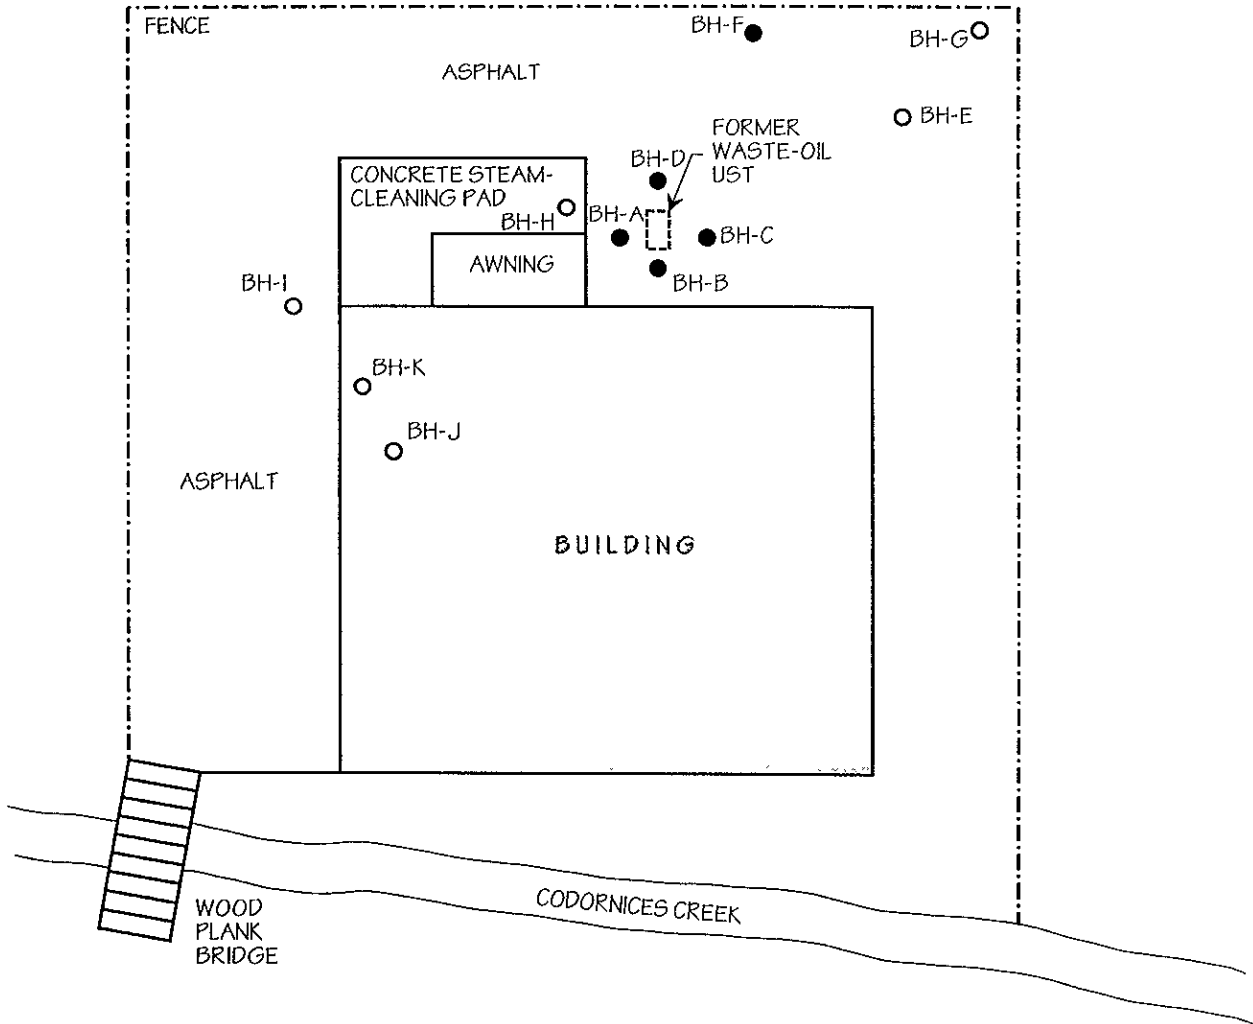 FENCE
BH-F
BH-G
ASPHALT
BH-E
FORMER
WASTE-OIL
UST
BH-D
CONCRETE STEAM-
CLEANING PAD
BH-H
BH-A
BH-C
AWNING
BH-B
BH-I
BH-K
BH-J
ASPHALT
BUILDING
CODORNICES CREEK
WOOD
PLANK
BRIDGE